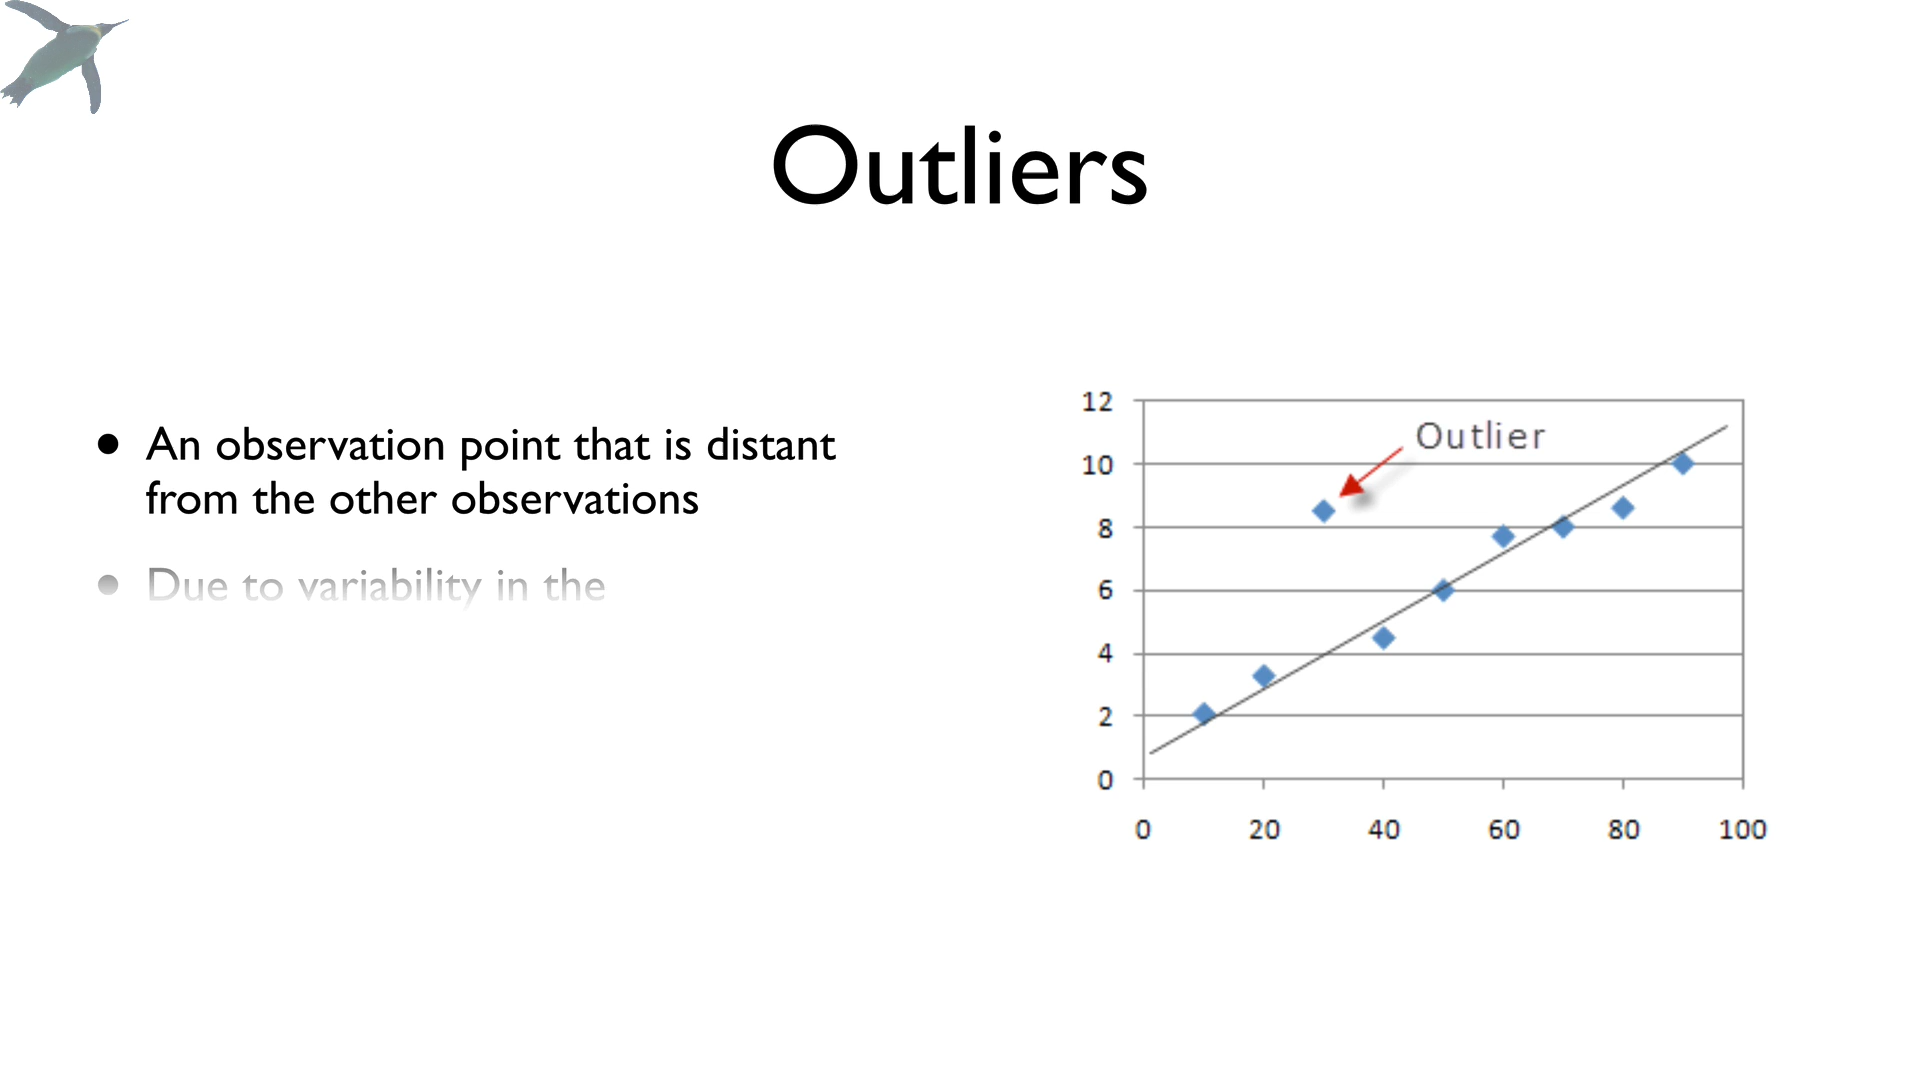 Outliers
• An observation point that is distant
from the other observations
• Due to variability in the
12
Outlier
10
8
6
4
2
0
0 20 40 60 80 100